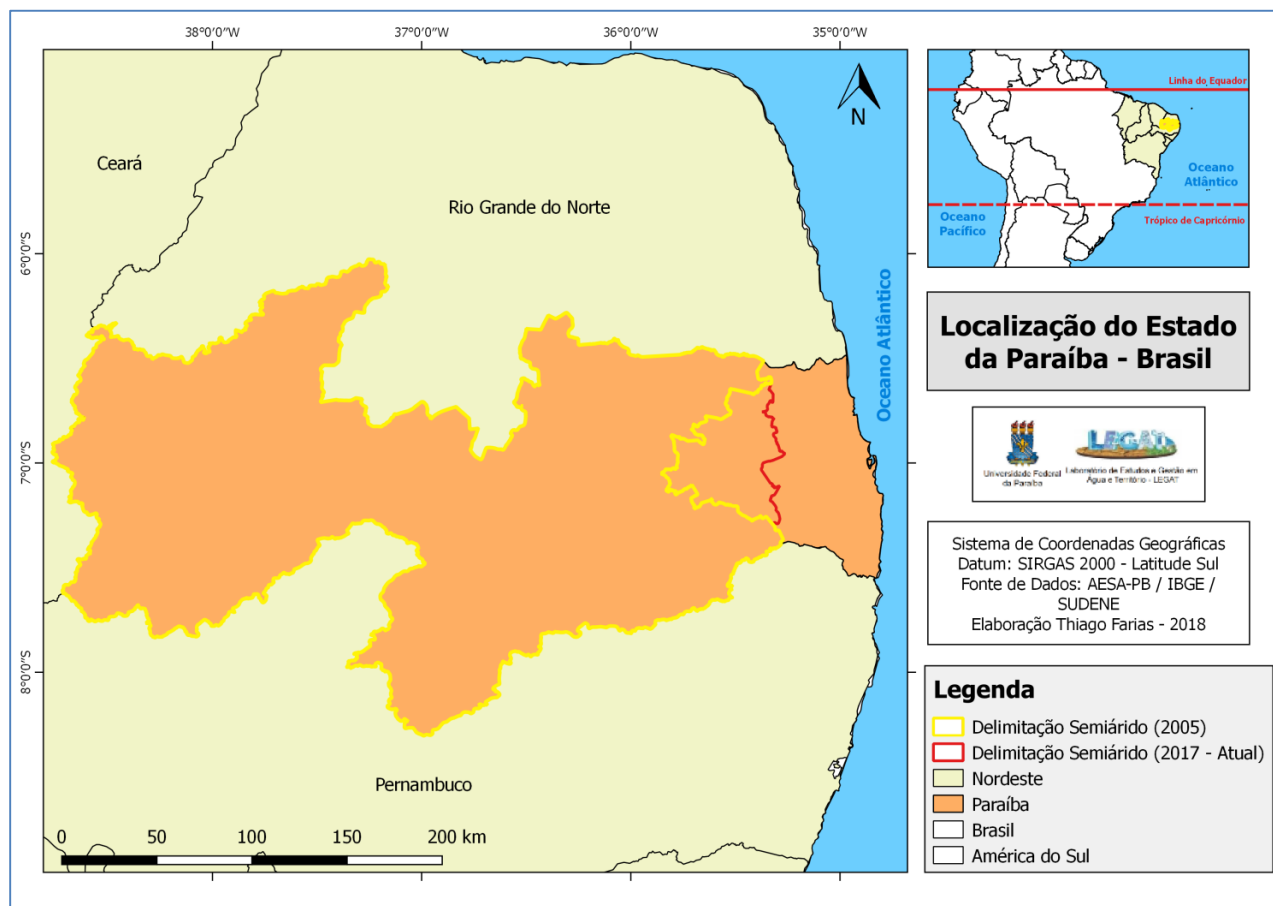 38°0'0"W
37°0'0"W
36°0'0"W
35°0'0"W
6°0'0"S
7°0'0"S
8°0'0"S
Ceará
Rio Grande do Norte
Pernambuco
Oceano Atlântico
N
0 50 100 150 200 km
Linha do Equador
Oceano
Atlântico
Oceano
Pacífico
Trópico de Capricórnio
Localização do Estado
da Paraíba - Brasil
Universidade Federal
da Paraíba
LEGAT
Laboratório de Estudos e Gestão em
Água e Território - LEGAT
Sistema de Coordenadas Geográficas
Datum: SIRGAS 2000 - Latitude Sul
Fonte de Dados: AESA-PB / IBGE /
SUDENE
Elaboração Thiago Farias - 2018
Legenda
Delimitação Semiárido (2005)
Delimitação Semiárido (2017 - Atual)
Nordeste
Paraíba
Brasil
América do Sul